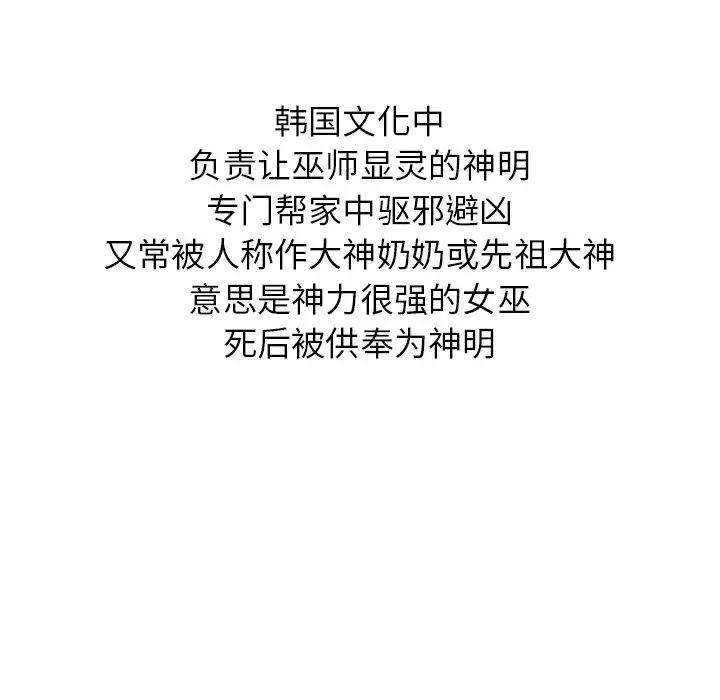 韩国文化中
负责让巫师显灵的神明
专门帮家中驱邪避凶
又常被人称作大神奶奶或先祖大神
意思是神力很强的女巫
死后被供奉为神明